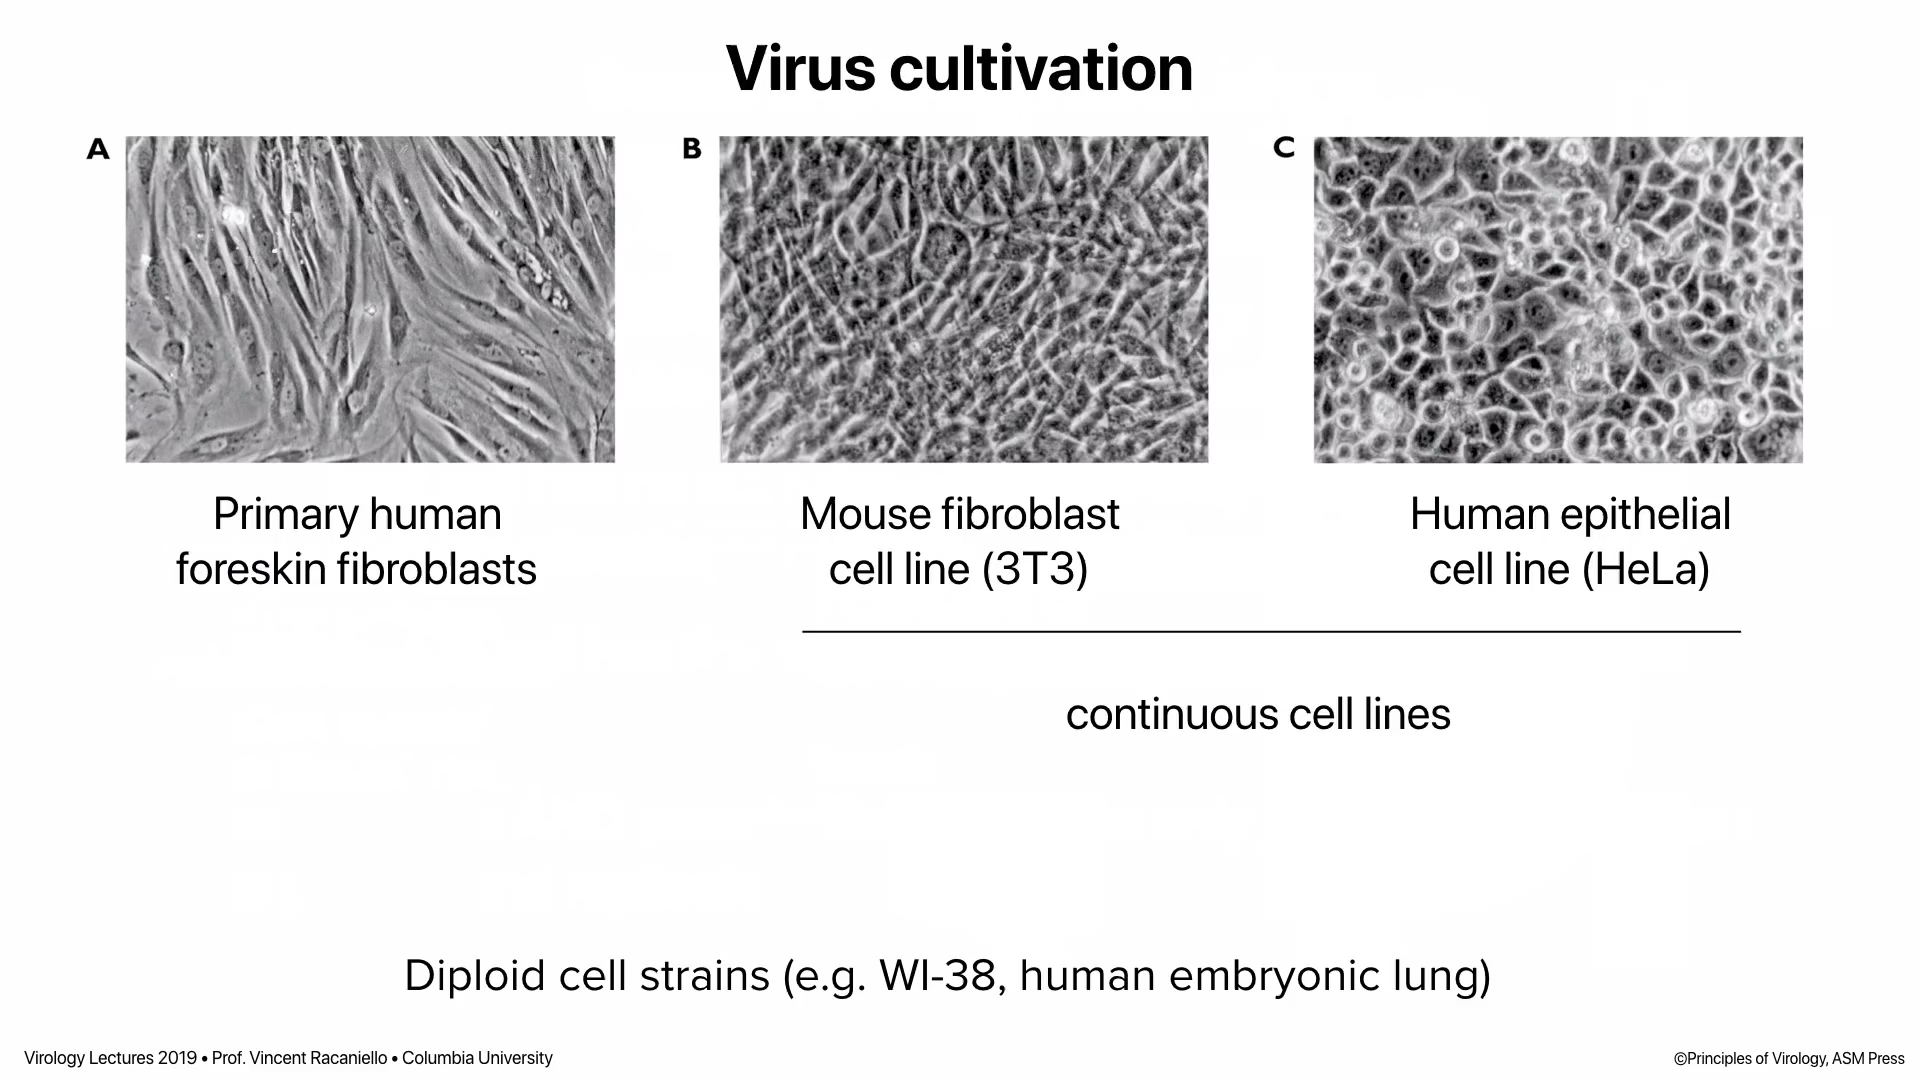 Virus cultivation
A
B
C
Primary human
foreskin fibroblasts
Mouse fibroblast
cell line (3T3)
Human epithelial
cell line (HeLa)
continuous cell lines
Diploid cell strains (e.g. WI-38, human embryonic lung)
Virology Lectures 2019 • Prof. Vincent Racaniello • Columbia University
©Principles of Virology, ASM Press